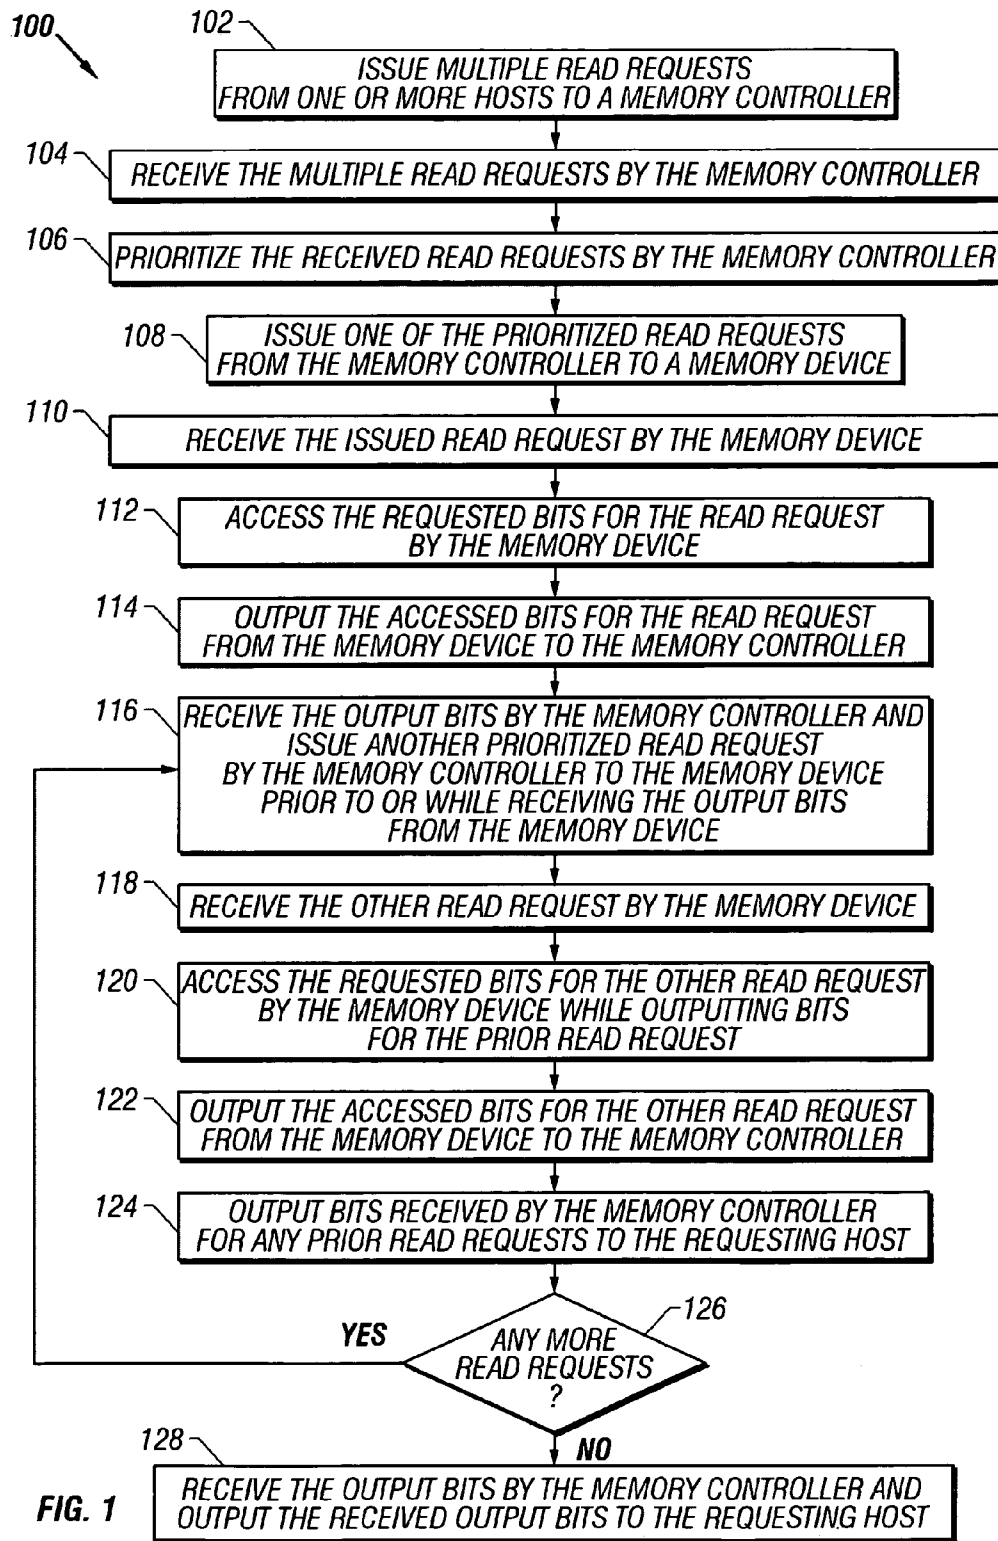 100
102
ISSUE MULTIPLE READ REQUESTS
FROM ONE OR MORE HOSTS TO A MEMORY CONTROLLER
104
RECEIVE THE MULTIPLE READ REQUESTS BY THE MEMORY CONTROLLER
106
PRIORITIZE THE RECEIVED READ REQUESTS BY THE MEMORY CONTROLLER
108
ISSUE ONE OF THE PRIORITIZED READ REQUESTS
FROM THE MEMORY CONTROLLER TO A MEMORY DEVICE
110
RECEIVE THE ISSUED READ REQUEST BY THE MEMORY DEVICE
112
ACCESS THE REQUESTED BITS FOR THE READ REQUEST
BY THE MEMORY DEVICE
114
OUTPUT THE ACCESSED BITS FOR THE READ REQUEST
FROM THE MEMORY DEVICE TO THE MEMORY CONTROLLER
116
RECEIVE THE OUTPUT BITS BY THE MEMORY CONTROLLER AND
ISSUE ANOTHER PRIORITIZED READ REQUEST
BY THE MEMORY CONTROLLER TO THE MEMORY DEVICE
PRIOR TO OR WHILE RECEIVING THE OUTPUT BITS
FROM THE MEMORY DEVICE
118
RECEIVE THE OTHER READ REQUEST BY THE MEMORY DEVICE
120
ACCESS THE REQUESTED BITS FOR THE OTHER READ REQUEST
BY THE MEMORY DEVICE WHILE OUTPUTTING BITS
FOR THE PRIOR READ REQUEST
122
OUTPUT THE ACCESSED BITS FOR THE OTHER READ REQUEST
FROM THE MEMORY DEVICE TO THE MEMORY CONTROLLER
124
OUTPUT BITS RECEIVED BY THE MEMORY CONTROLLER
FOR ANY PRIOR READ REQUESTS TO THE REQUESTING HOST
126
YES
ANY MORE
READ REQUESTS
?
NO
128
RECEIVE THE OUTPUT BITS BY THE MEMORY CONTROLLER AND
OUTPUT THE RECEIVED OUTPUT BITS TO THE REQUESTING HOST
FIG. 1